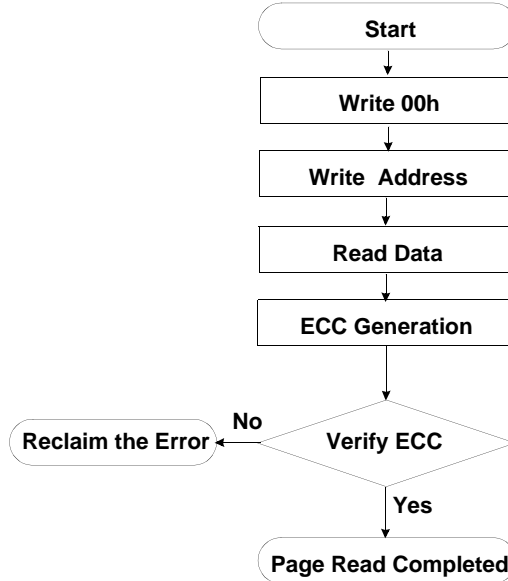 Start
Write 00h
Write Address
Read Data
ECC Generation
No
Reclaim the Error
Verify ECC
Yes
Page Read Completed